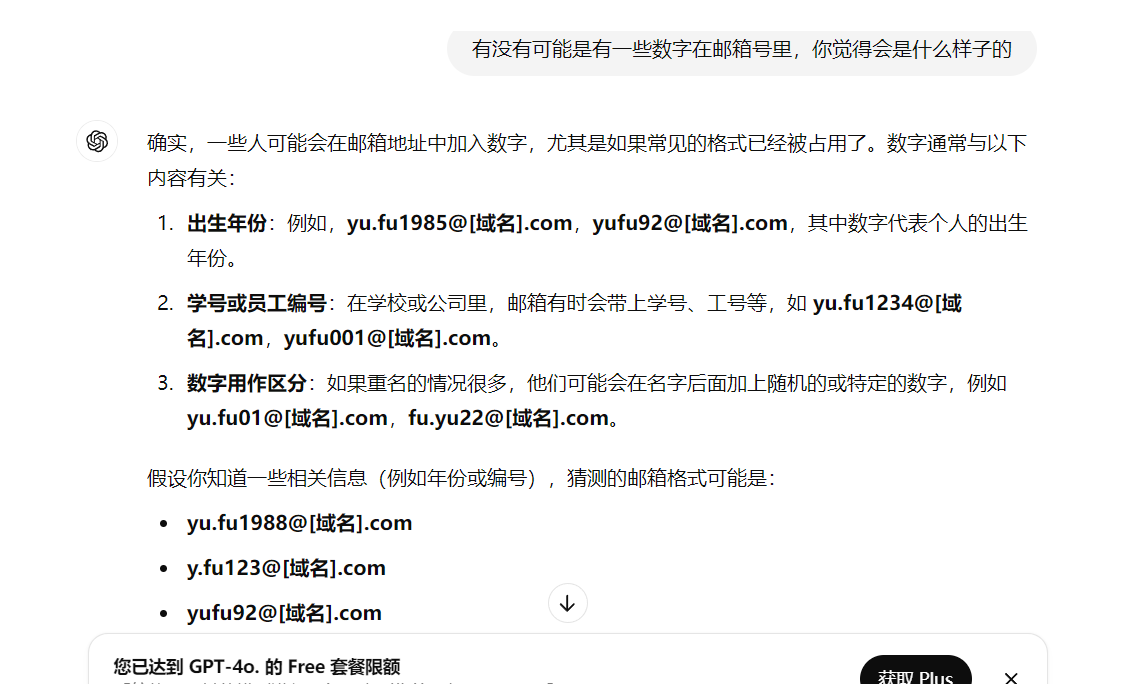 有没有可能是有一些数字在邮箱号里，你觉得会是什么样子的
确实，一些人可能会在邮箱地址中加入数字，尤其是如果常见的格式已经被占用了。数字通常与以下
内容有关：
1. 出生年份：例如，yu.fu1985@[域名].com，yufu92@[域名].com，其中数字代表个人的出生
年份。
2. 学号或员工编号：在学校或公司里，邮箱有时会带上学号、工号等，如 yu.fu1234@[域
名].com，yufu001@[域名].com。
3. 数字用作区分：如果重名的情况很多，他们可能会在名字后面加上随机的或特定的数字，例如
yu.fu01@[域名].com，fu.yu22@[域名].com。
假设你知道一些相关信息（例如年份或编号），猜测的邮箱格式可能是：
• yu.fu1988@[域名].com
• y.fu123@[域名].com
• yufu92@[域名].com
您已达到 GPT-4o. 的 Free 套餐限额
获取 Plus